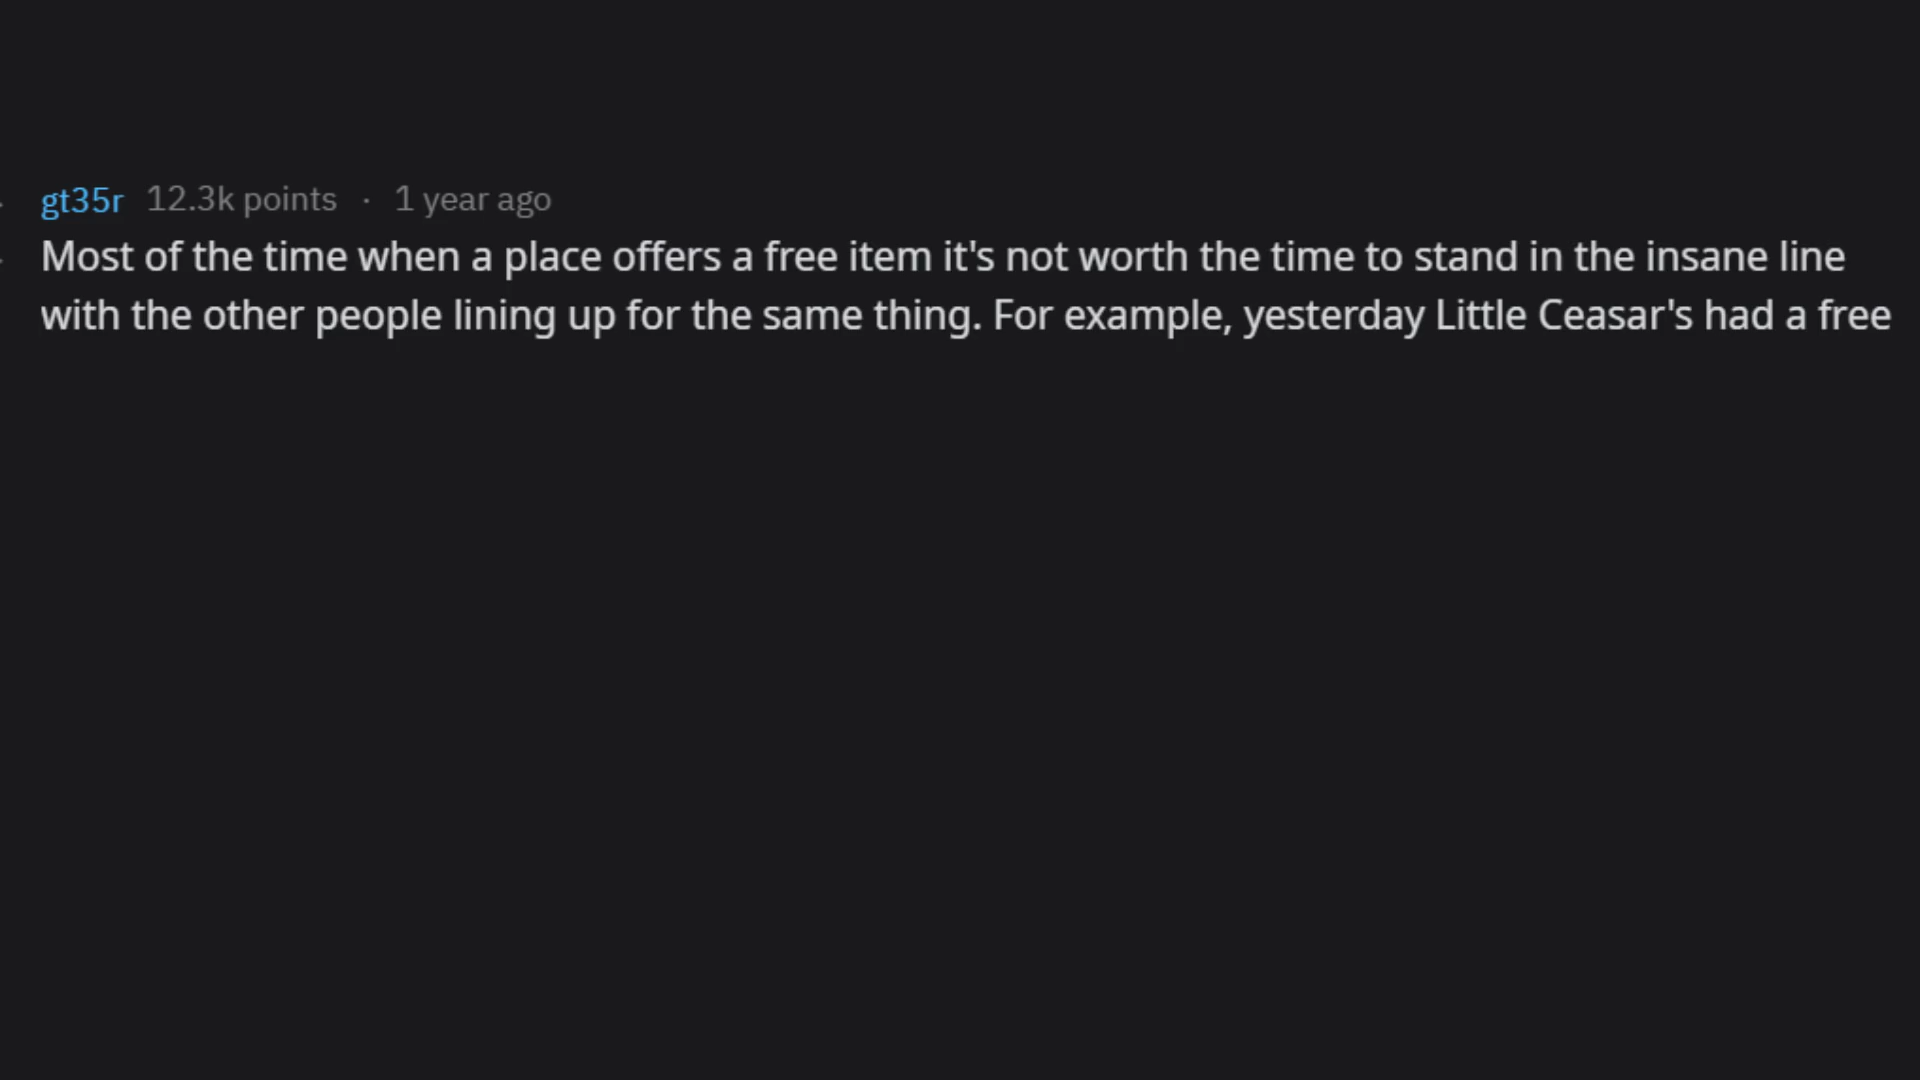 gt35r 12.3k points · 1 year ago
Most of the time when a place offers a free item it's not worth the time to stand in the insane line
with the other people lining up for the same thing. For example, yesterday Little Ceasar's had a free